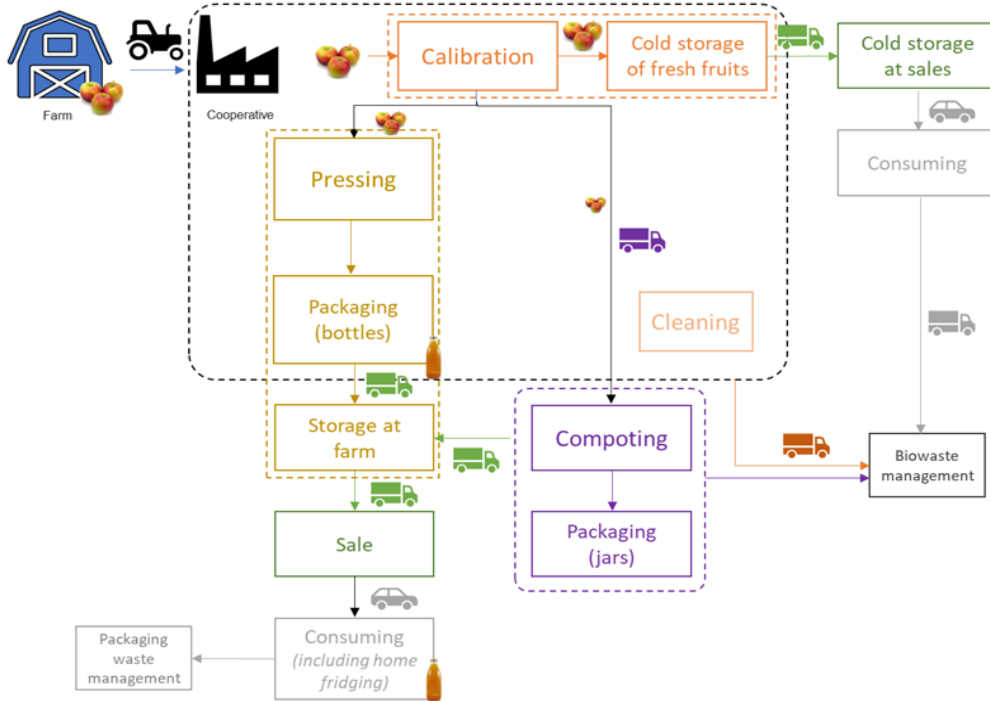 Farm
Cooperative
Calibration
Cold storage
of fresh fruits
Cold storage
at sales
Consuming
Pressing
Packaging
(bottles)
Cleaning
Storage at
farm
Compoting
Biowaste
management
Sale
Packaging
(jars)
Consuming
(including home
fridging)
Packaging
waste
management